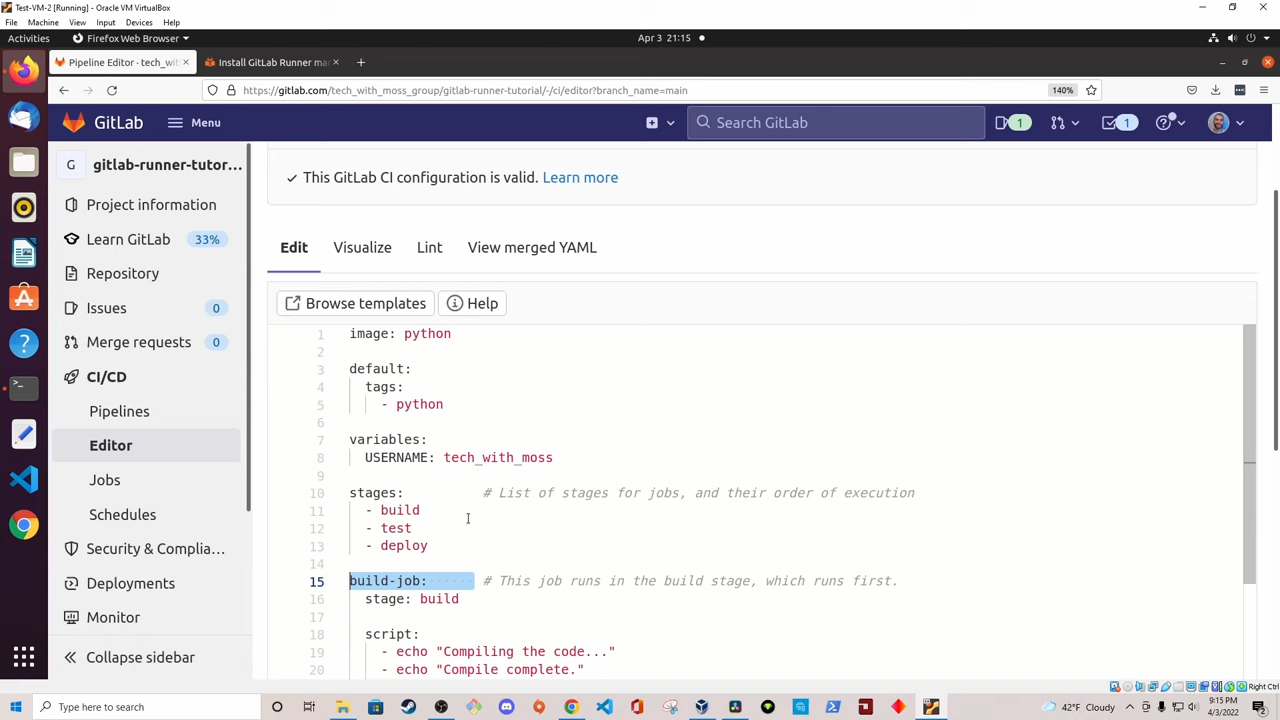 Test-VM-2 [Running] - Oracle VM VirtualBox
File Machine View Input Devices Help
Activities Firefox Web Browser Apr 3 21:15
Pipeline Editor · tech_wit Install GitLab Runner ma
https://gitlab.com/tech_with_moss_group/gitlab-runner-tutorial/-/ci/editor?branch_name=main 140%
GitLab Menu Search GitLab 1 1
G gitlab-runner-tutor...
This GitLab CI configuration is valid. Learn more
Project information
Learn GitLab 33%
Repository
Issues 0
Merge requests 0
CI/CD
Pipelines
Editor
Jobs
Schedules
Security & Complia...
Deployments
Monitor
Collapse sidebar
Edit Visualize Lint View merged YAML
Browse templates Help
1 image: python
2
3 default:
4 tags:
5 - python
6
7 variables:
8 USERNAME: tech_with_moss
9
10 stages: # List of stages for jobs, and their order of execution
11 - build
12 - test
13 - deploy
14
15 build-job: # This job runs in the build stage, which runs first.
16 stage: build
17
18 script:
19 - echo "Compiling the code..."
20 - echo "Compile complete."
Right Ctrl
Type here to search 42°F Cloudy 9:15 PM
4/3/2022 2